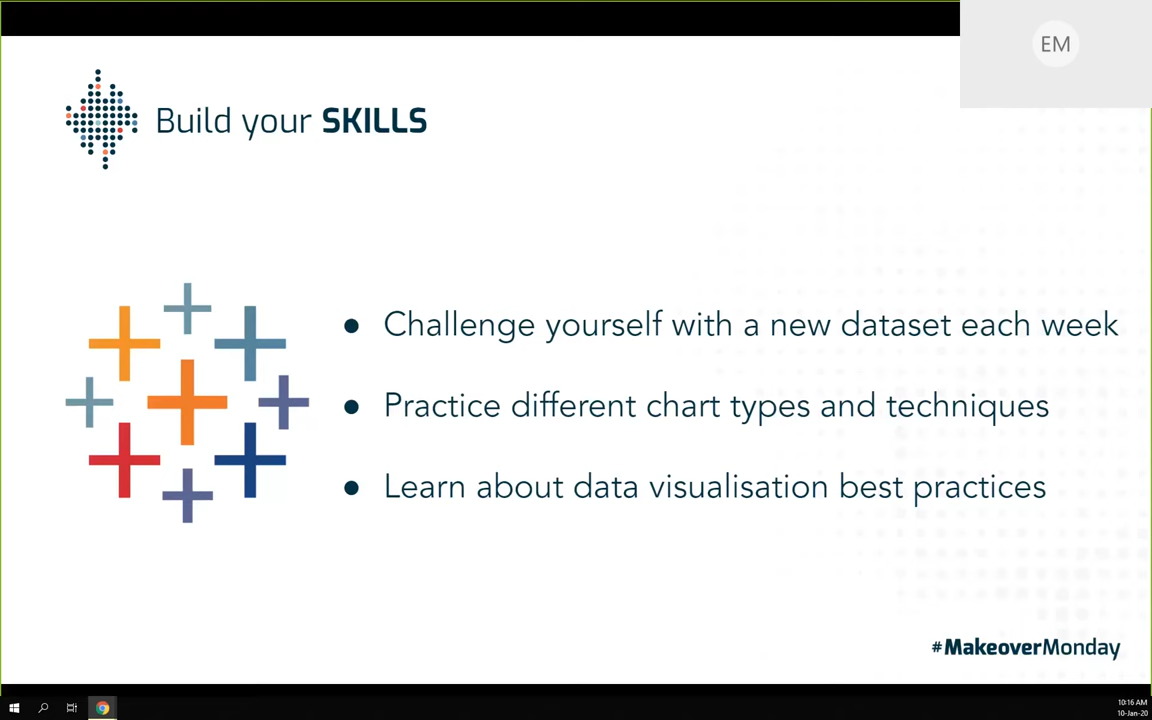 EM
Build your SKILLS
● Challenge yourself with a new dataset each week
● Practice different chart types and techniques
● Learn about data visualisation best practices
#MakeoverMonday
10:16 AM
10-Jan-20